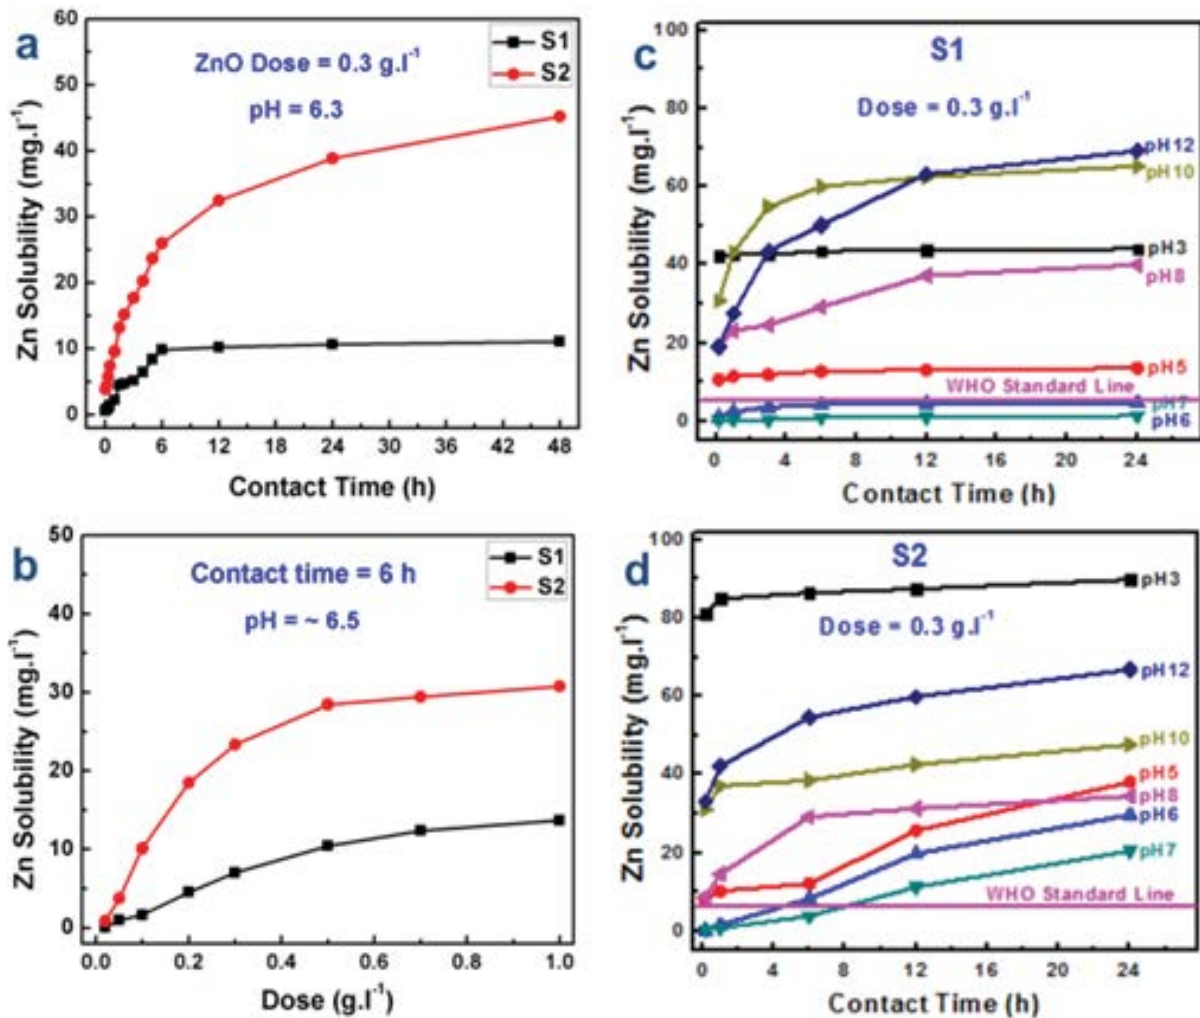 a
ZnO Dose = 0.3 g.l⁻¹
pH = 6.3
S1
S2
60
50
40
30
20
10
0
Zn Solubility (mg.l⁻¹)
0 6 12 18 24 30 36 42 48
Contact Time (h)
c
S1
Dose = 0.3 g.l⁻¹
100
80
60
40
20
0
Zn Solubility (mg.l⁻¹)
pH12
pH10
pH3
pH8
pH5
WHO Standard Line
pH7
pH6
0 4 8 12 16 20 24
Contact Time (h)
b
Contact time = 6 h
pH = ~ 6.5
S1
S2
50
40
30
20
10
0
Zn Solubility (mg.l⁻¹)
0.0 0.2 0.4 0.6 0.8 1.0
Dose (g.l⁻¹)
d
S2
Dose = 0.3 g.l⁻¹
100
80
60
40
20
0
Zn Solubility (mg.l⁻¹)
pH3
pH12
pH10
pH5
pH8
pH6
pH7
WHO Standard Line
0 4 8 12 16 20 24
Contact Time (h)